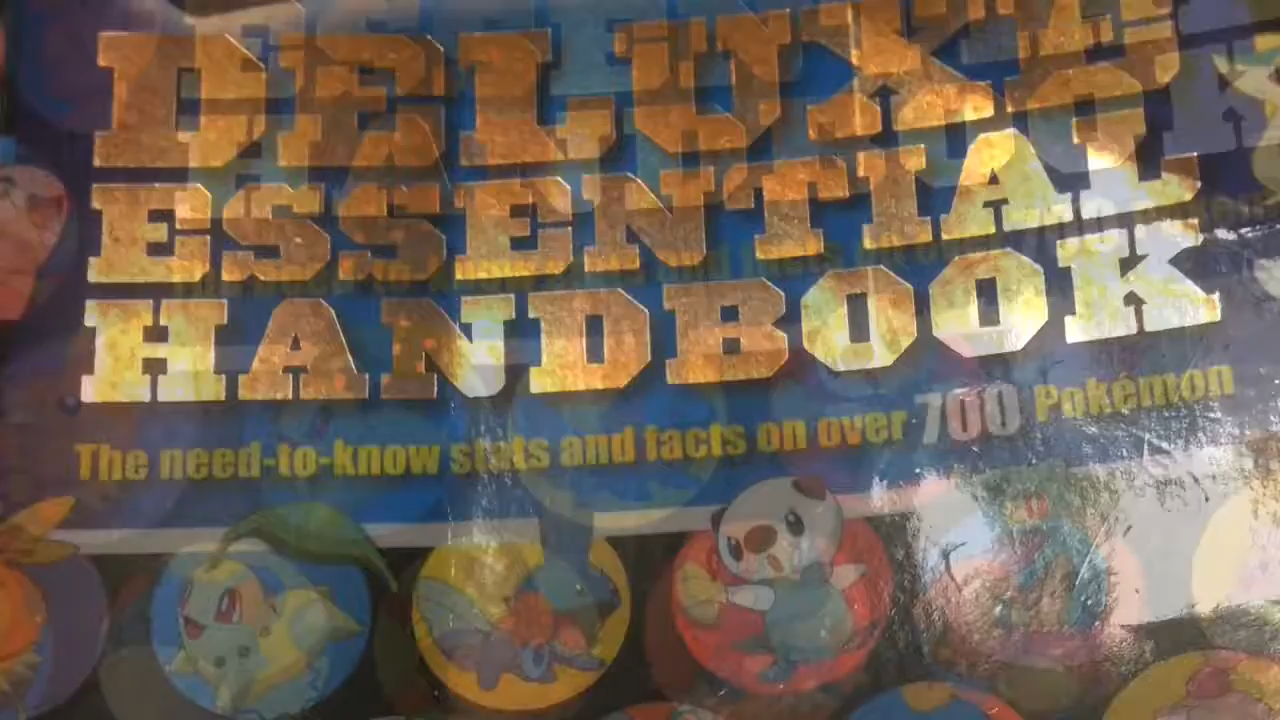 DELUXE
ESSENTIAL
HANDBOOK
The need-to-know stats and facts on over 700 Pokémon